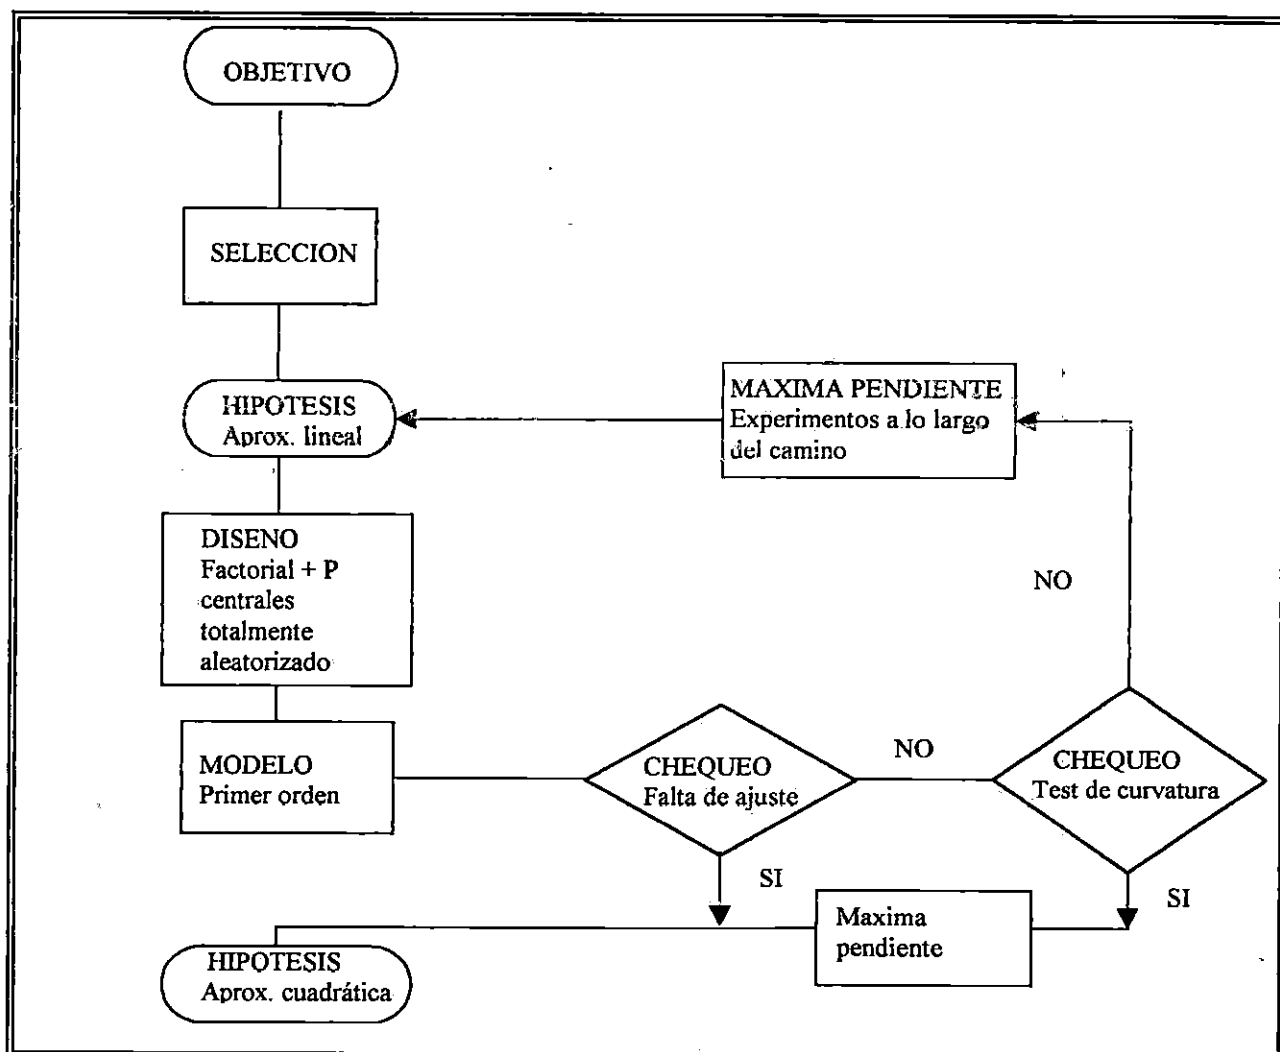 OBJETIVO
SELECCION
HIPOTESIS
Aprox. lineal
MAXIMA PENDIENTE
Experimentos a lo largo
del camino
DISENO
Factorial + P
centrales
totalmente
aleatorizado
NO
MODELO
Primer orden
CHEQUEO
Falta de ajuste
NO
CHEQUEO
Test de curvatura
SI
SI
Maxima
pendiente
HIPOTESIS
Aprox. cuadrática